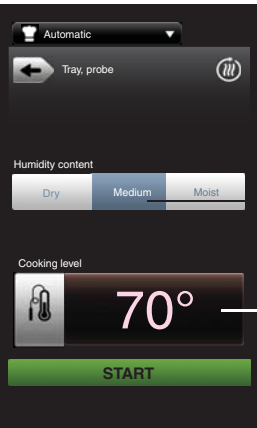 Automatic
Tray, probe
Humidity content
Dry Medium Moist
Cooking level
70°
START